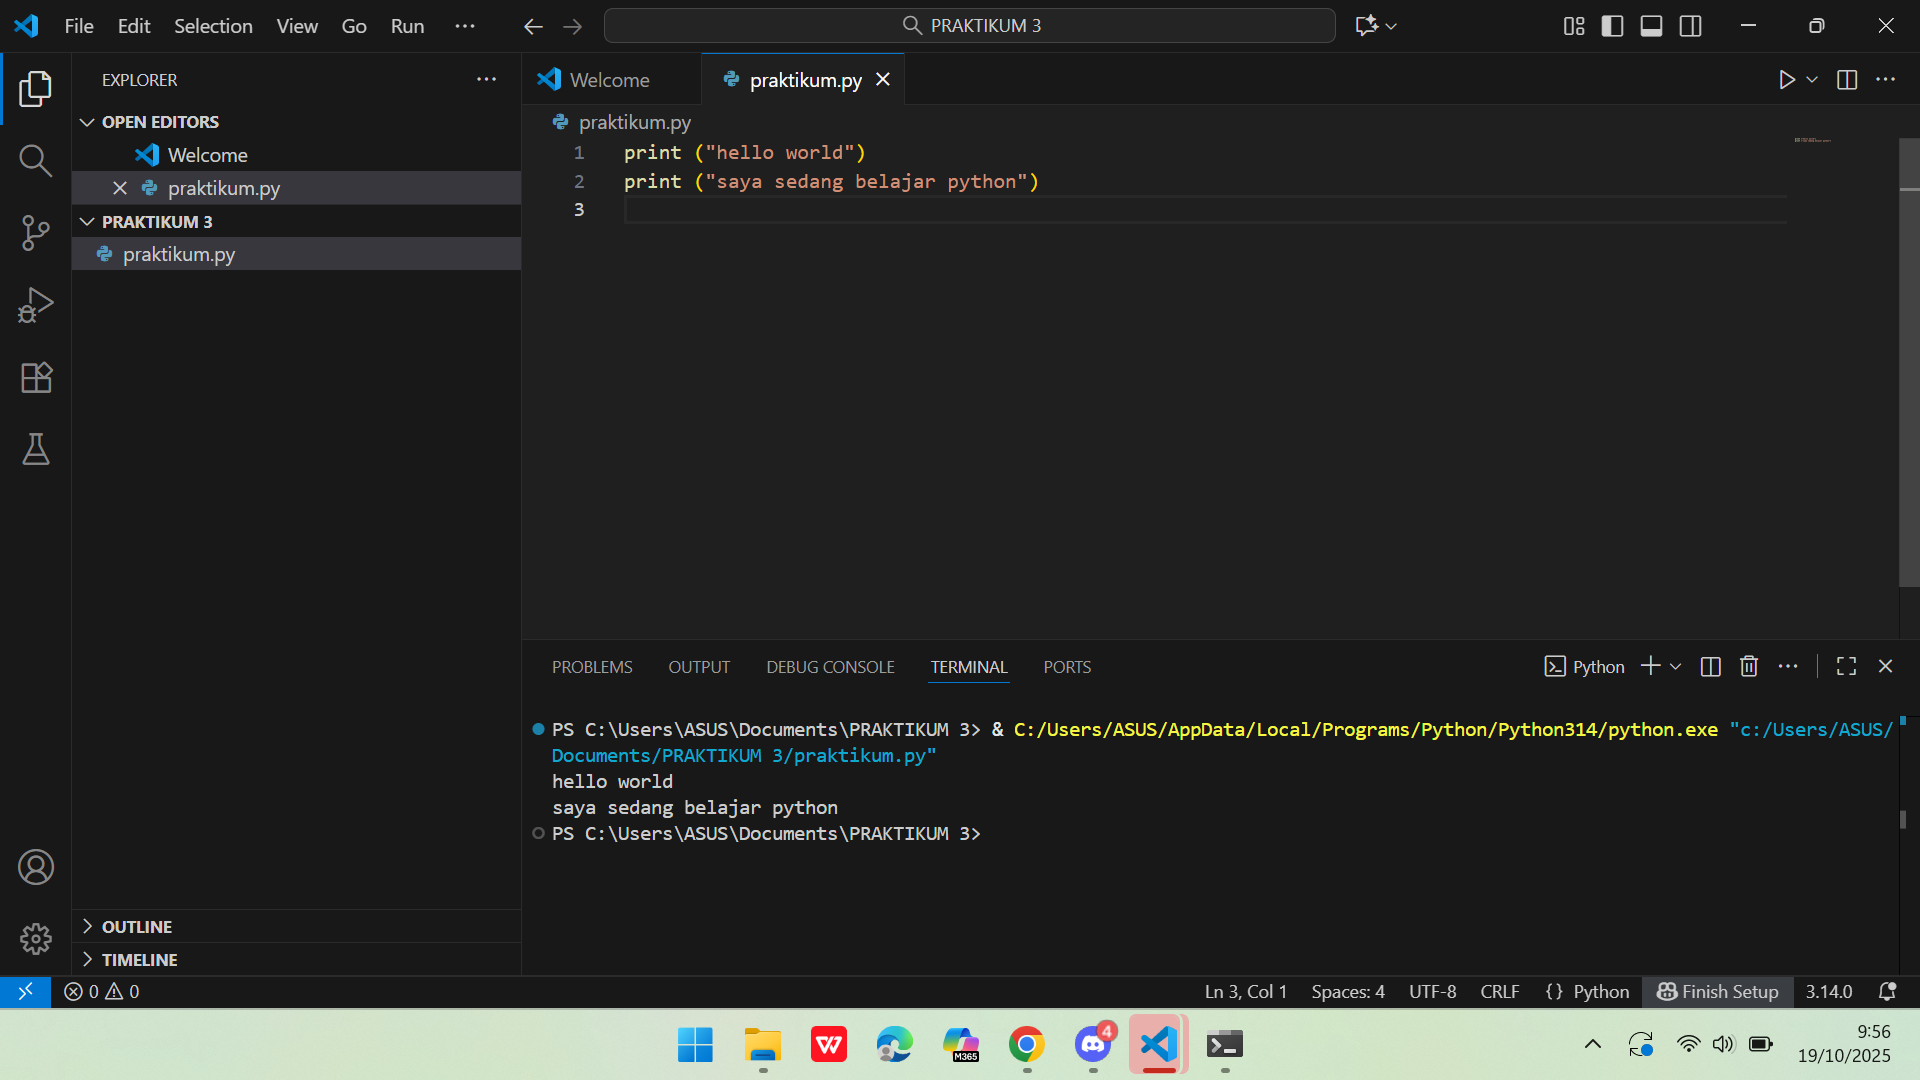 File Edit Selection View Go Run
PRAKTIKUM 3
EXPLORER
OPEN EDITORS
Welcome
praktikum.py
PRAKTIKUM 3
praktikum.py
OUTLINE
TIMELINE
Welcome
praktikum.py
praktikum.py
1 print ("hello world")
2 print ("saya sedang belajar python")
3
PROBLEMS OUTPUT DEBUG CONSOLE TERMINAL PORTS
Python
PS C:\Users\ASUS\Documents\PRAKTIKUM 3> & C:/Users/ASUS/AppData/Local/Programs/Python/Python314/python.exe "c:/Users/ASUS/
Documents/PRAKTIKUM 3/praktikum.py"
hello world
saya sedang belajar python
PS C:\Users\ASUS\Documents\PRAKTIKUM 3>
0 0 Ln 3, Col 1 Spaces: 4 UTF-8 CRLF {} Python Finish Setup 3.14.0
W
M365
4
9:56
19/10/2025